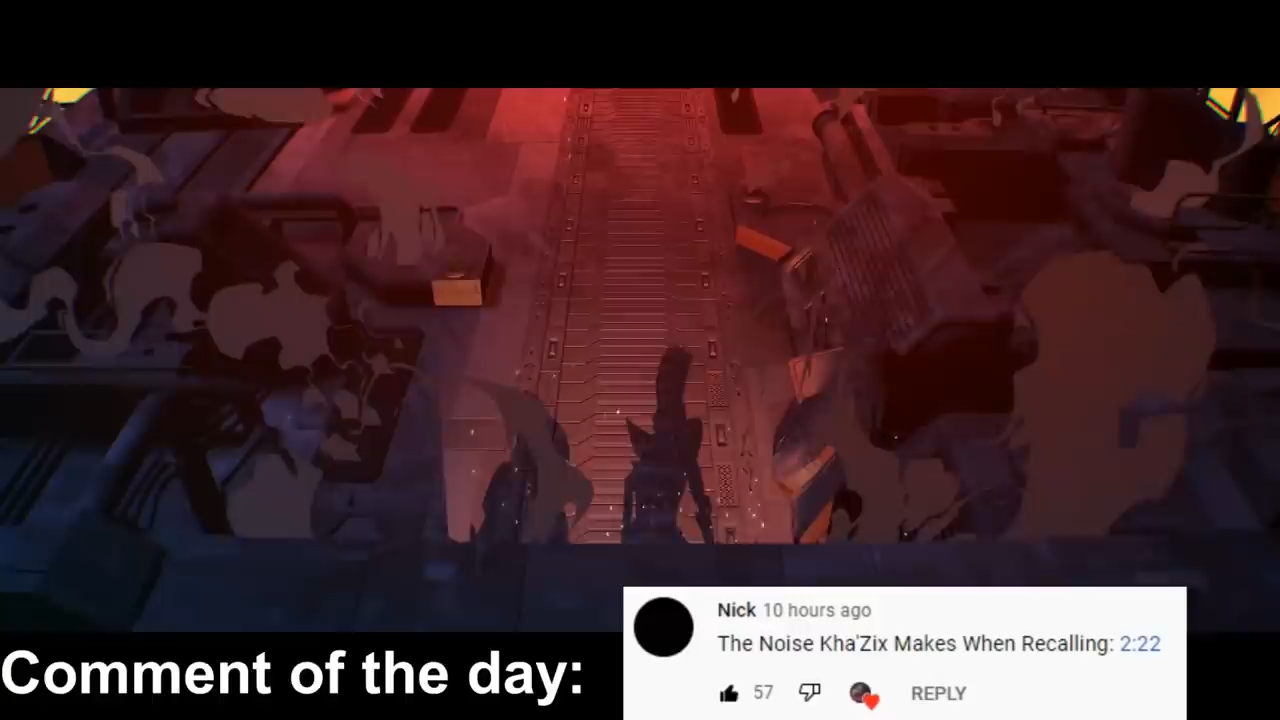 Nick 10 hours ago
The Noise Kha'Zix Makes When Recalling: 2:22
Comment of the day:
57 REPLY